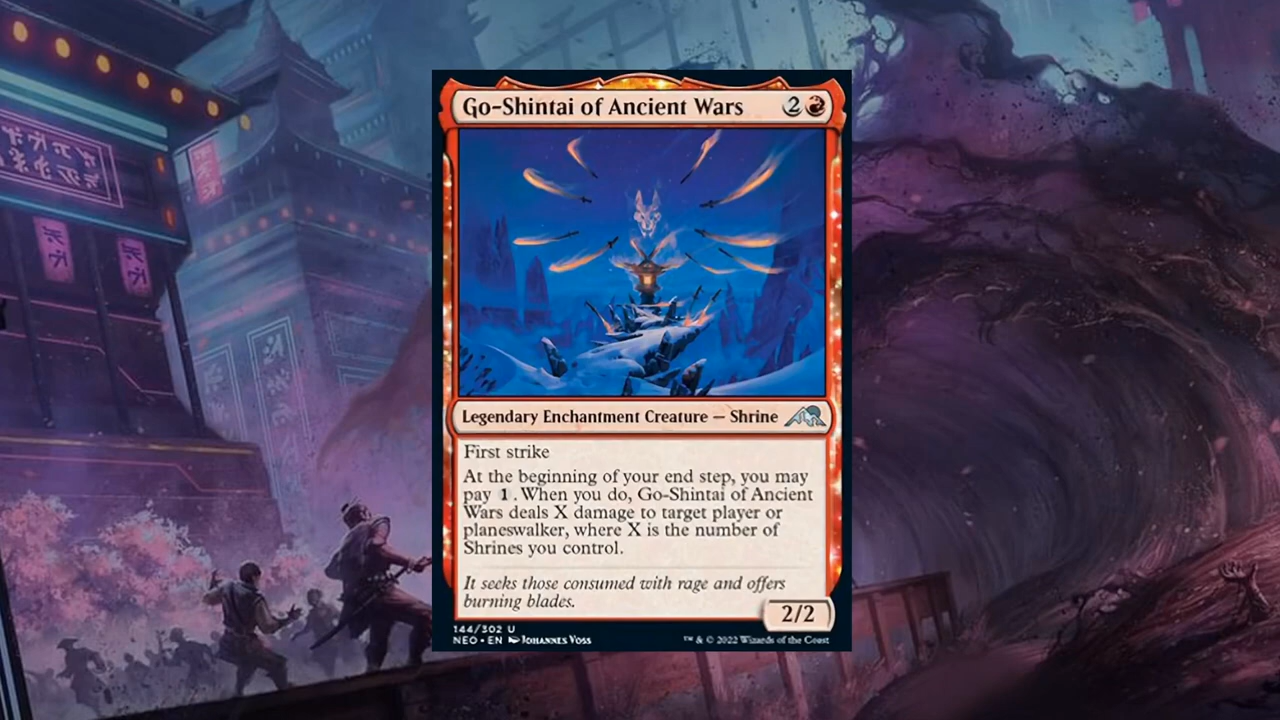 Go-Shintai of Ancient Wars 2
Legendary Enchantment Creature — Shrine
First strike
At the beginning of your end step, you may
pay 1. When you do, Go-Shintai of Ancient
Wars deals X damage to target player or
planeswalker, where X is the number of
Shrines you control.
It seeks those consumed with rage and offers
burning blades.
2/2
144/302 U
NEO • EN Johannes Voss
™ & © 2022 Wizards of the Coast